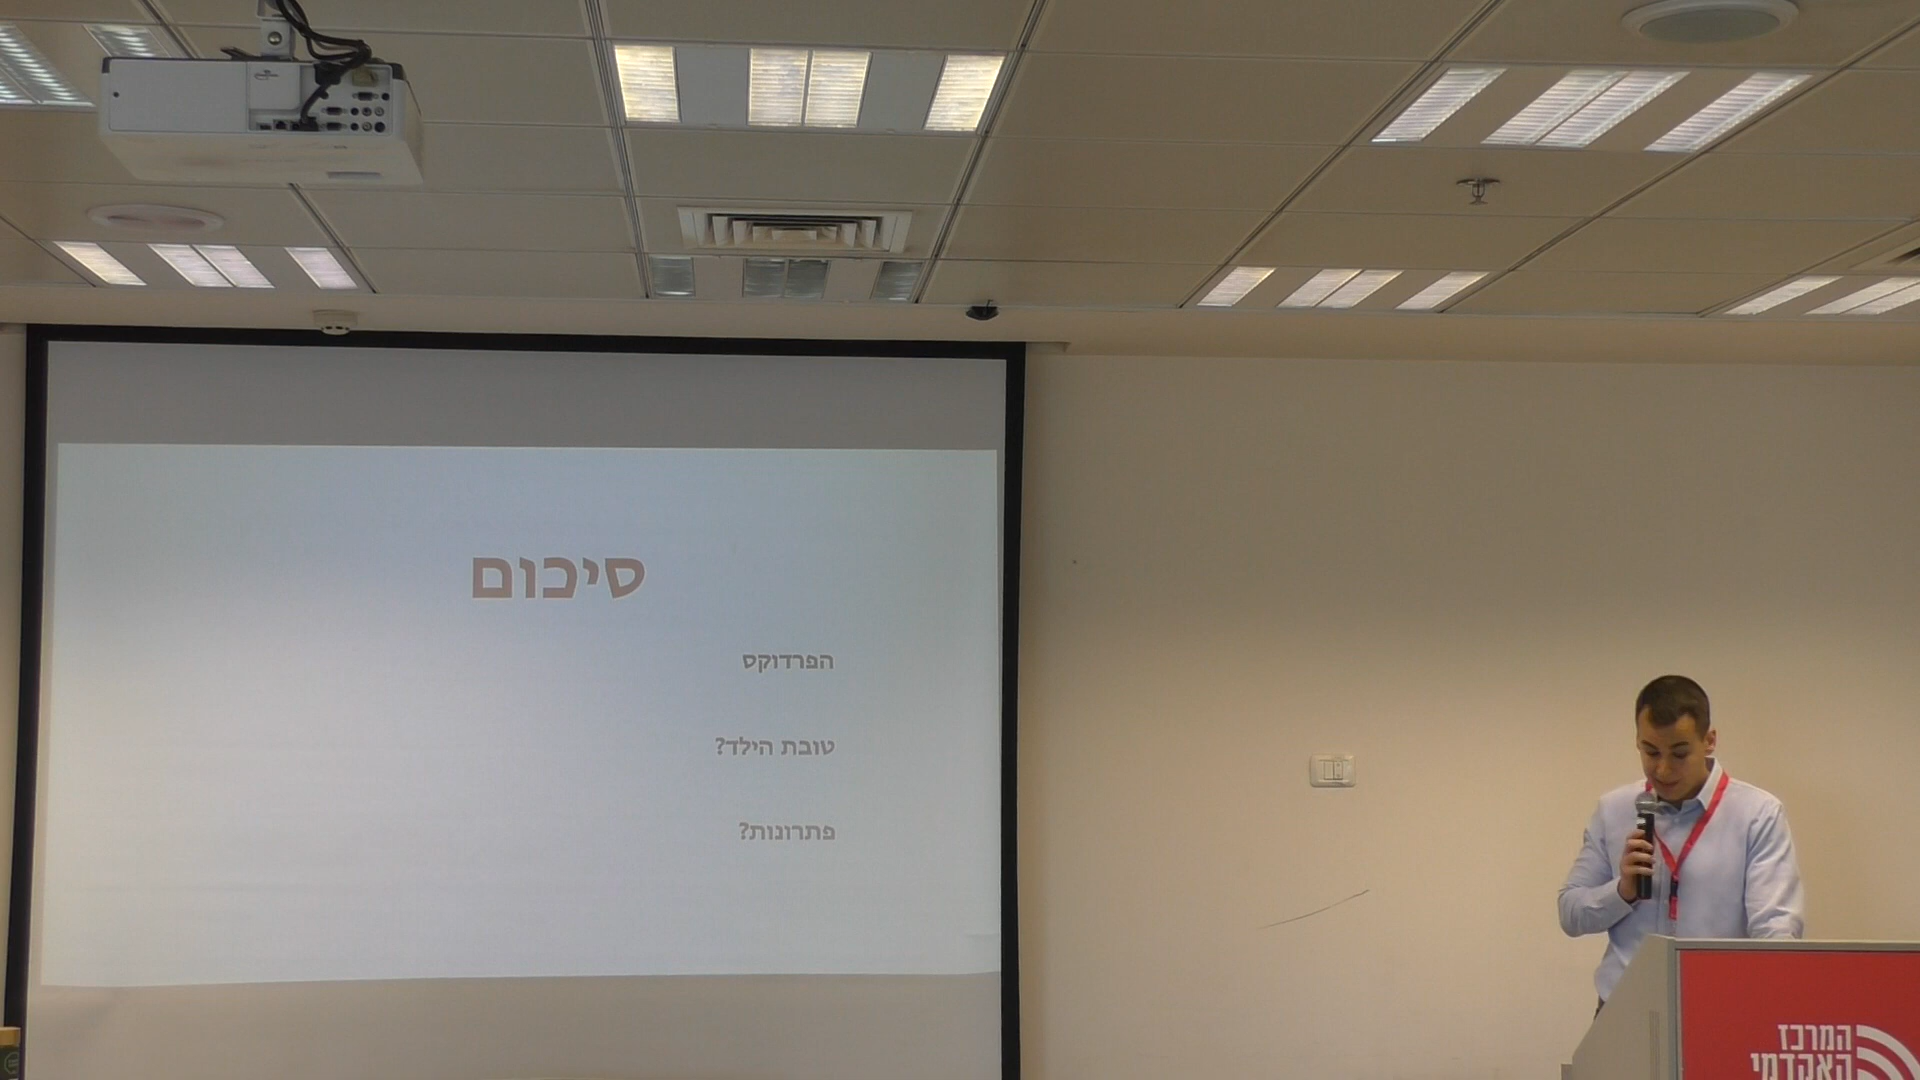 סיכום
הפרדוקס
טובת הילד?
פתרונות?
המרכז
האקדמי